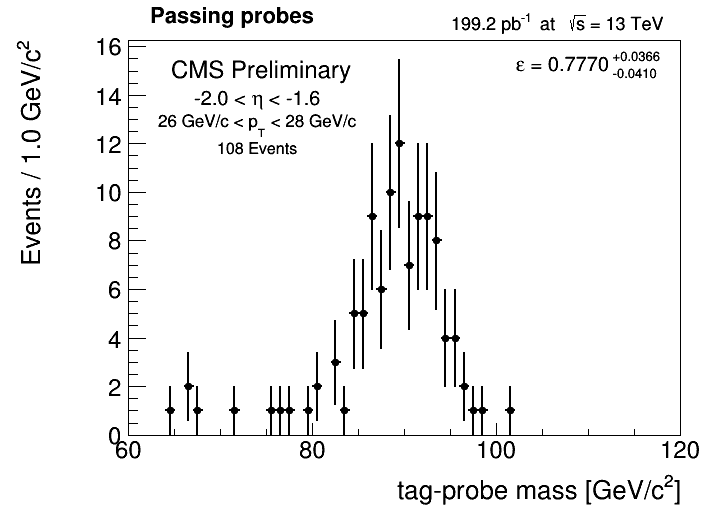 Passing probes
199.2 pb⁻¹ at √s = 13 TeV
CMS Preliminary
ε = 0.7770 +0.0366 -0.0410
-2.0 < η < -1.6
26 GeV/c < p_T < 28 GeV/c
108 Events
Events / 1.0 GeV/c²
16
14
12
10
8
6
4
2
0
60 80 100 120
tag-probe mass [GeV/c²]